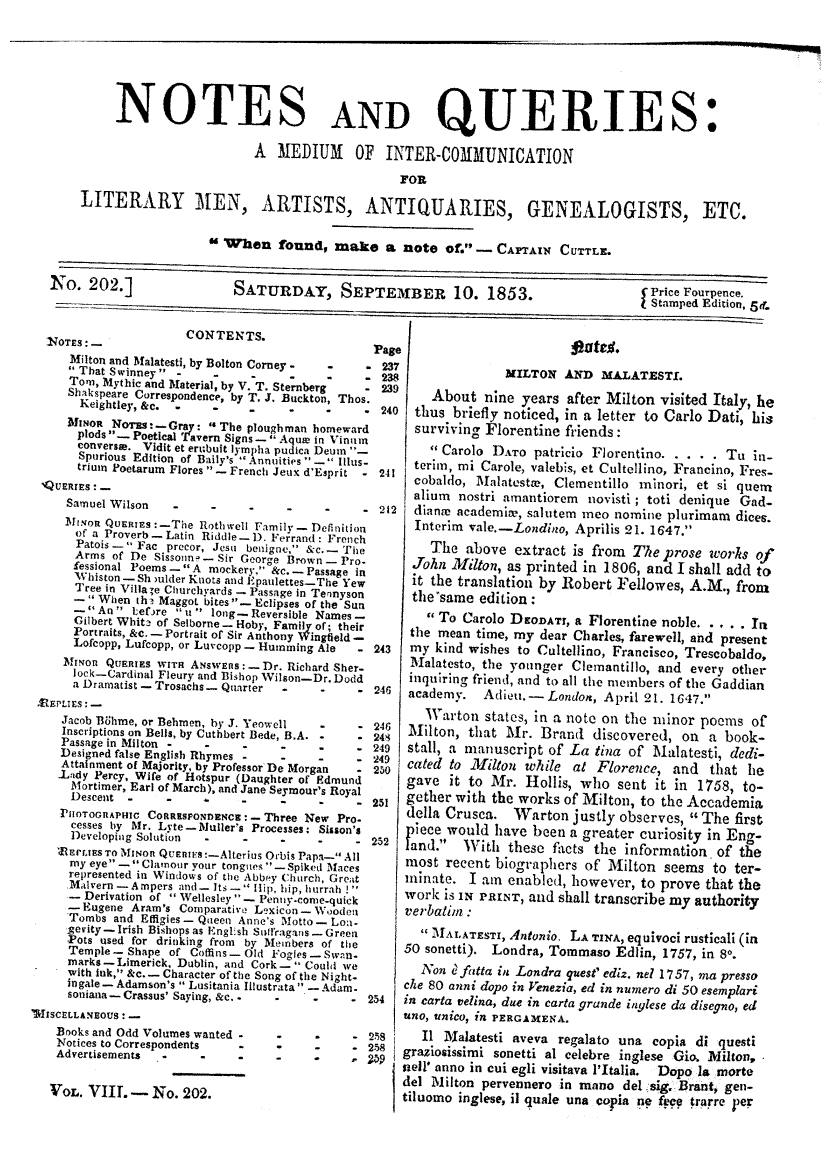 NOTES AND QUERIES:
A MEDIUM OF INTER-COMMUNICATION
FOR
LITERARY MEN, ARTISTS, ANTIQUARIES, GENEALOGISTS, ETC.
"When found, make a note of." — CAPTAIN CUTTLE.
No. 202.]
SATURDAY, SEPTEMBER 10. 1853.
{ Price Fourpence.
{ Stamped Edition, 5d.
CONTENTS.
NOTES: —
Page
Milton and Malatesti, by Bolton Corney - - - 237
"That Swinney" - - - - - - 238
Tom, Mythic and Material, by V. T. Sternberg - 239
Shakspeare Correspondence, by T. J. Buckton, Thos.
Keightley, &c. - - - - - - 240
MINOR NOTES: — Gray: "The ploughman homeward
plods" — Poetical Tavern Signs — "Aquæ in Vinum
conversæ. Vidit et erubuit lympha pudica Deum" —
Spurious Edition of Baily's "Annuities" — "Illus-
trium Poetarum Flores" — French Jeux d'Esprit - 241
QUERIES: —
Samuel Wilson - - - - - - 242
MINOR QUERIES: — The Rothwell Family — Definition
of a Proverb — Latin Riddle — D. Ferrand: French
Patois — "Fac precor, Jesu benigne," &c. — The
Arms of De Sissonne — Sir George Brown — Pro-
fessional Poems — "A mockery," &c. — Passage in
Whiston — Shoulder Knots and Epaulettes — The Yew
Tree in Village Churchyards — Passage in Tennyson
— "When the Maggot bites" — Eclipses of the Sun
— "An" before "u" long — Reversible Names —
Gilbert White of Selborne — Hoby, Family of; their
Portraits, &c. — Portrait of Sir Anthony Wingfield —
Lofcopp, Lufcopp, or Luvcopp — Humming Ale - 243
MINOR QUERIES WITH ANSWERS: — Dr. Richard Sher-
lock — Cardinal Fleury and Bishop Wilson — Dr. Dodd
a Dramatist — Trosachs — Quarter - - - 246
REPLIES: —
Jacob Böhme, or Behmen, by J. Yeowell - - 246
Inscriptions on Bells, by Cuthbert Bede, B.A. - - 248
Passage in Milton - - - - - - 249
Designed false English Rhymes - - - - 249
Attainment of Majority, by Professor De Morgan - 250
Lady Percy, Wife of Hotspur (Daughter of Edmund
Mortimer, Earl of March), and Jane Seymour's Royal
Descent - - - - - - - 251
PHOTOGRAPHIC CORRESPONDENCE: — Three New Pro-
cesses by Mr. Lyte — Muller's Processes: Sisson's
Developing Solution - - - - - 252
REPLIES TO MINOR QUERIES: — Alterius Orbis Papa — "All
my eye" — "Clamour your tongues" — Spiked Maces
represented in Windows of the Abbey Church, Great
Malvern — Ampers and — Its — "Hip, hip, hurrah!"
— Derivation of "Wellesley" — Penny-come-quick
— Eugene Aram's Comparative Lexicon — Wooden
Tombs and Effigies — Queen Anne's Motto — Lon-
gevity — Irish Bishops as English Suffragans — Green
Pots used for drinking from by Members of the
Temple — Shape of Coffins — Old Fogies — Swan-
marks — Limerick, Dublin, and Cork — "Could we
with ink," &c. — Character of the Song of the Night-
ingale — Adamson's "Lusitania Illustrata" — Adam-
soniana — Crassus' Saying, &c. - - - - 254
MISCELLANEOUS: —
Books and Odd Volumes wanted - - - - 258
Notices to Correspondents - - - - 258
Advertisements - - - - - - 259
VOL. VIII. — No. 202.
Notes.
MILTON AND MALATESTI.
About nine years after Milton visited Italy, he
thus briefly noticed, in a letter to Carlo Dati, his
surviving Florentine friends:
"Carolo DATO patricio Florentino. . . . . Tu in-
terim, mi Carole, valebis, et Cultellino, Francino, Fres-
cobaldo, Malatestæ, Clementillo minori, et si quem
alium nostri amantiorem novisti; toti denique Gad-
dianæ academiæ, salutem meo nomine plurimam dices.
Interim vale.—Londino, Aprilis 21. 1647."
The above extract is from The prose works of
John Milton, as printed in 1806, and I shall add to
it the translation by Robert Fellowes, A.M., from
the same edition:
"To Carolo DEODATI, a Florentine noble. . . . . In
the mean time, my dear Charles, farewell, and present
my kind wishes to Cultellino, Francisco, Trescobaldo,
Malatesto, the younger Clemantillo, and every other
inquiring friend, and to all the members of the Gaddian
academy. Adieu. — London, April 21. 1647."
Warton states, in a note on the minor poems of
Milton, that Mr. Brand discovered, on a book-
stall, a manuscript of La tina of Malatesti, dedi-
cated to Milton while at Florence, and that he
gave it to Mr. Hollis, who sent it in 1758, to-
gether with the works of Milton, to the Accademia
della Crusca. Warton justly observes, "The first
piece would have been a greater curiosity in Eng-
land." With these facts the information of the
most recent biographers of Milton seems to ter-
minate. I am enabled, however, to prove that the
work is IN PRINT, and shall transcribe my authority
verbatim:
"MALATESTI, Antonio. LA TINA, equivoci rusticali (in
50 sonetti). Londra, Tommaso Edlin, 1757, in 8°.
Non è fatta in Londra quest' ediz. nel 1757, ma presso
che 80 anni dopo in Venezia, ed in numero di 50 esemplari
in carta velina, due in carta grande inglese da disegno, ed
uno, unico, in PERGAMENA.
Il Malatesti aveva regalato una copia di questi
graziosissimi sonetti al celebre inglese Gio. Milton,
nell' anno in cui egli visitava l'Italia. Dopo la morte
del Milton pervennero in mano del sig. Brant, gen-
tiluomo inglese, il quale una copia ne fece trarre per